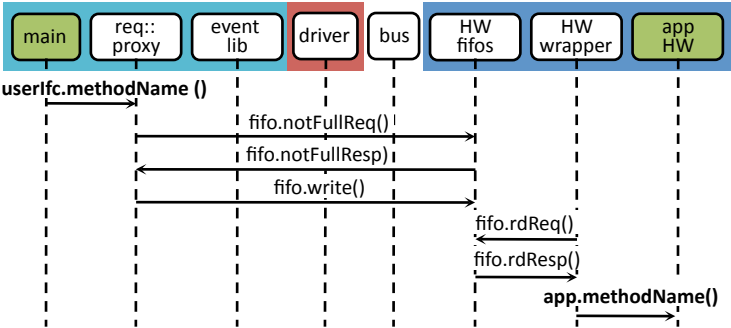 main
req::
proxy
event
lib
driver
bus
HW
fifos
HW
wrapper
app
HW
userIfc.methodName ()
fifo.notFullReq()
fifo.notFullResp)
fifo.write()
fifo.rdReq()
fifo.rdResp()
app.methodName()